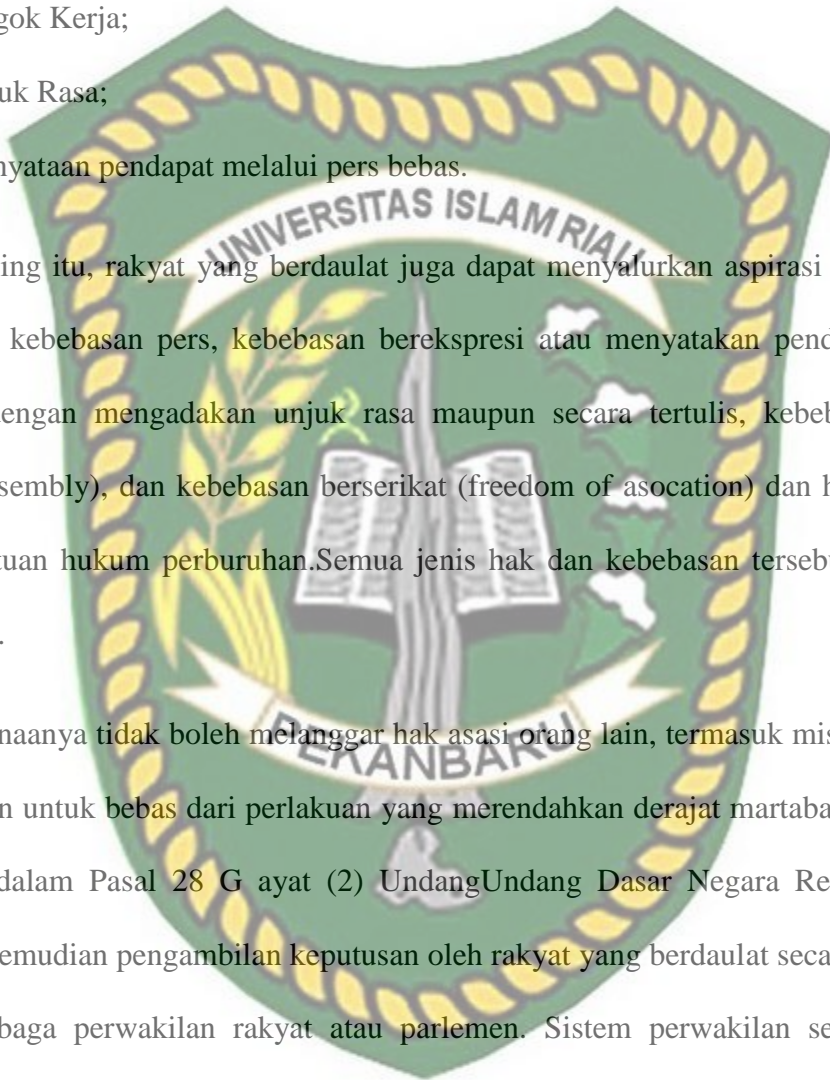 gok Kerja;
uk Rasa;
nyataan pendapat melalui pers bebas.
UNIVERSITAS ISLAM RIAU
ing itu, rakyat yang berdaulat juga dapat menyalurkan aspirasi
kebebasan pers, kebebasan berekspresi atau menyatakan pend
engan mengadakan unjuk rasa maupun secara tertulis, kebeb
sembly), dan kebebasan berserikat (freedom of asocation) dan h
tuan hukum perburuhan.Semua jenis hak dan kebebasan tersebu
.
naanya tidak boleh melanggar hak asasi orang lain, termasuk mis
PEKANBARU
n untuk bebas dari perlakuan yang merendahkan derajat martaba
dalam Pasal 28 G ayat (2) UndangUndang Dasar Negara Re
emudian pengambilan keputusan oleh rakyat yang berdaulat seca
baga perwakilan rakyat atau parlemen. Sistem perwakilan se